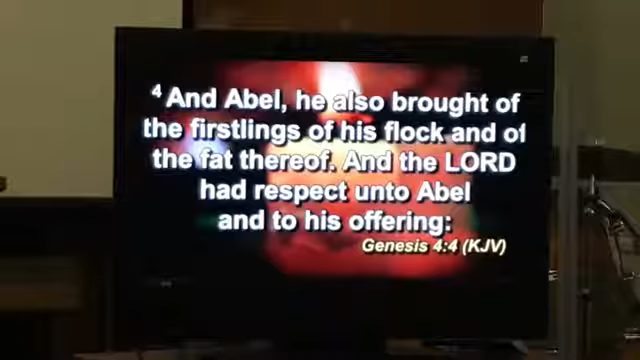 4 And Abel, he also brought of
the firstlings of his flock and of
the fat thereof. And the LORD
had respect unto Abel
and to his offering:
Genesis 4:4 (KJV)